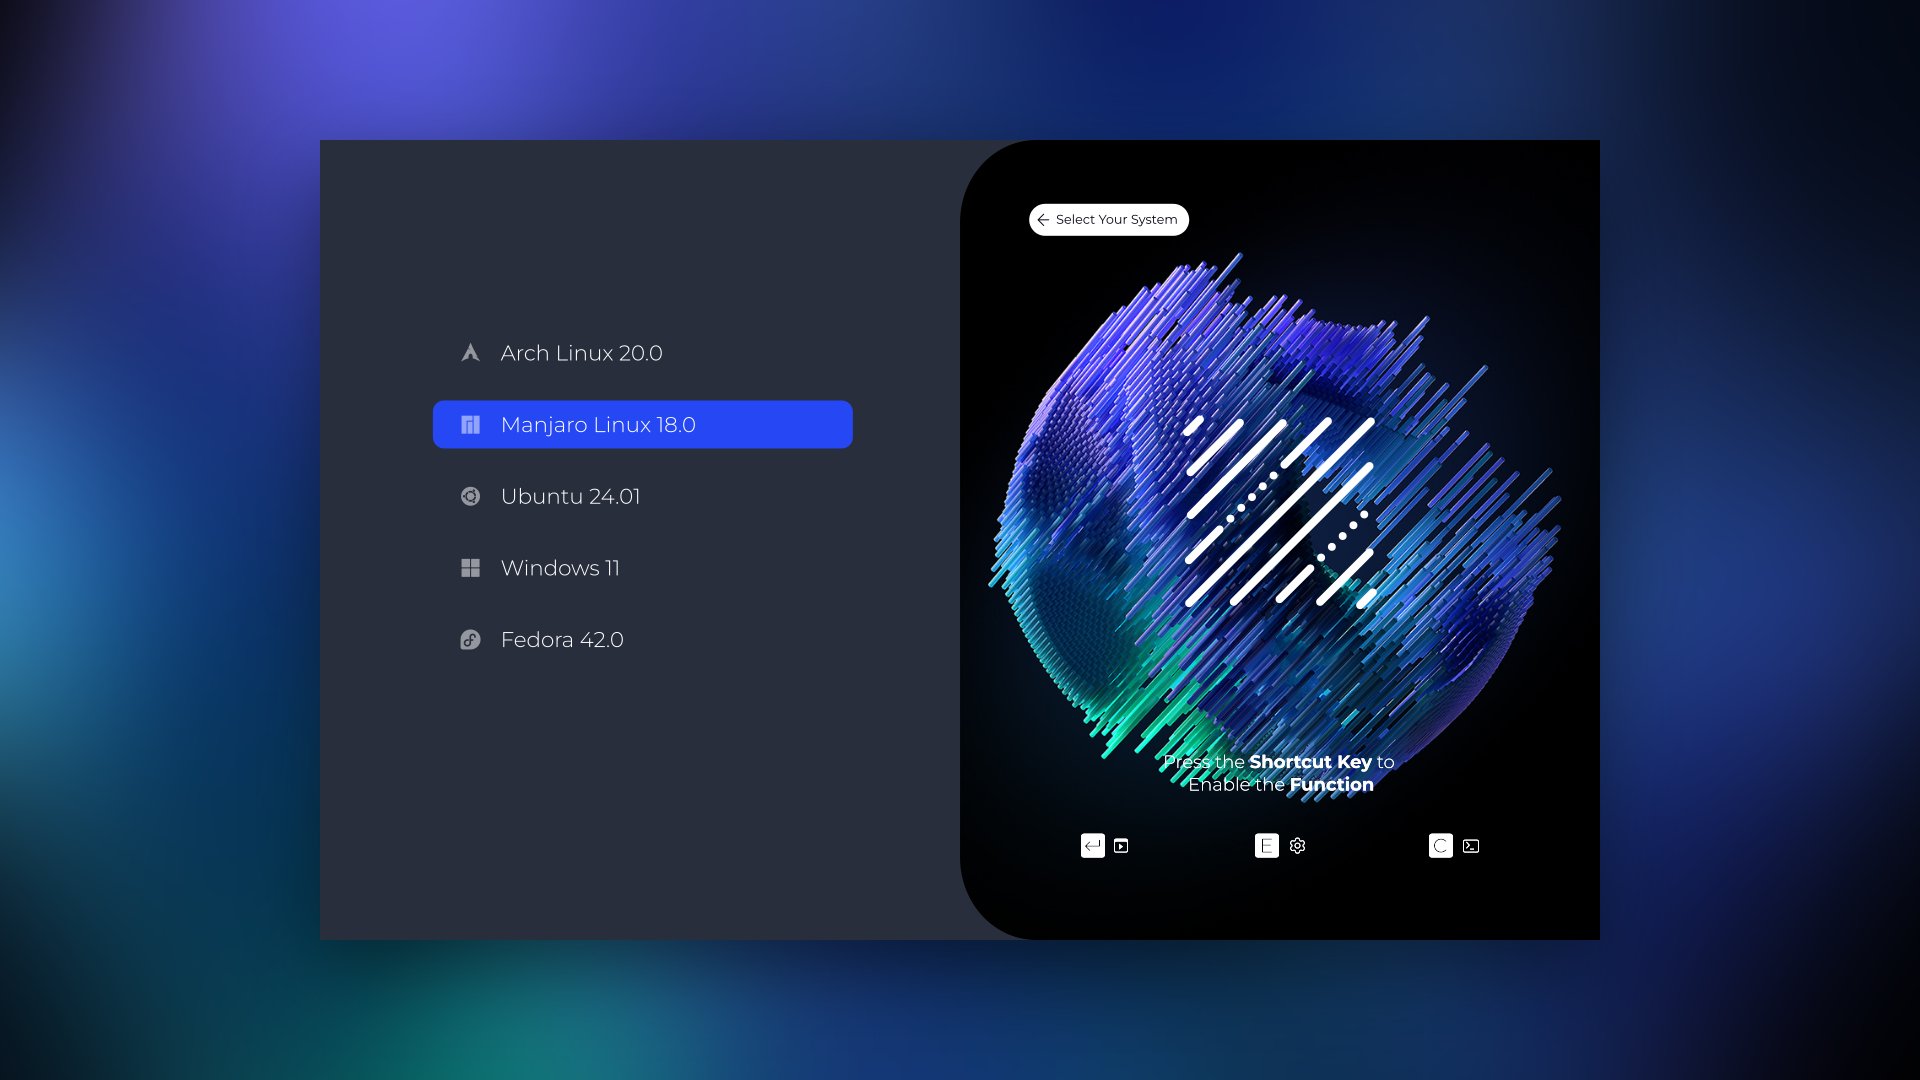 Select Your System
Arch Linux 20.0
Manjaro Linux 18.0
Ubuntu 24.01
Windows 11
Fedora 42.0
Press the Shortcut Key to
Enable the Function
E
C